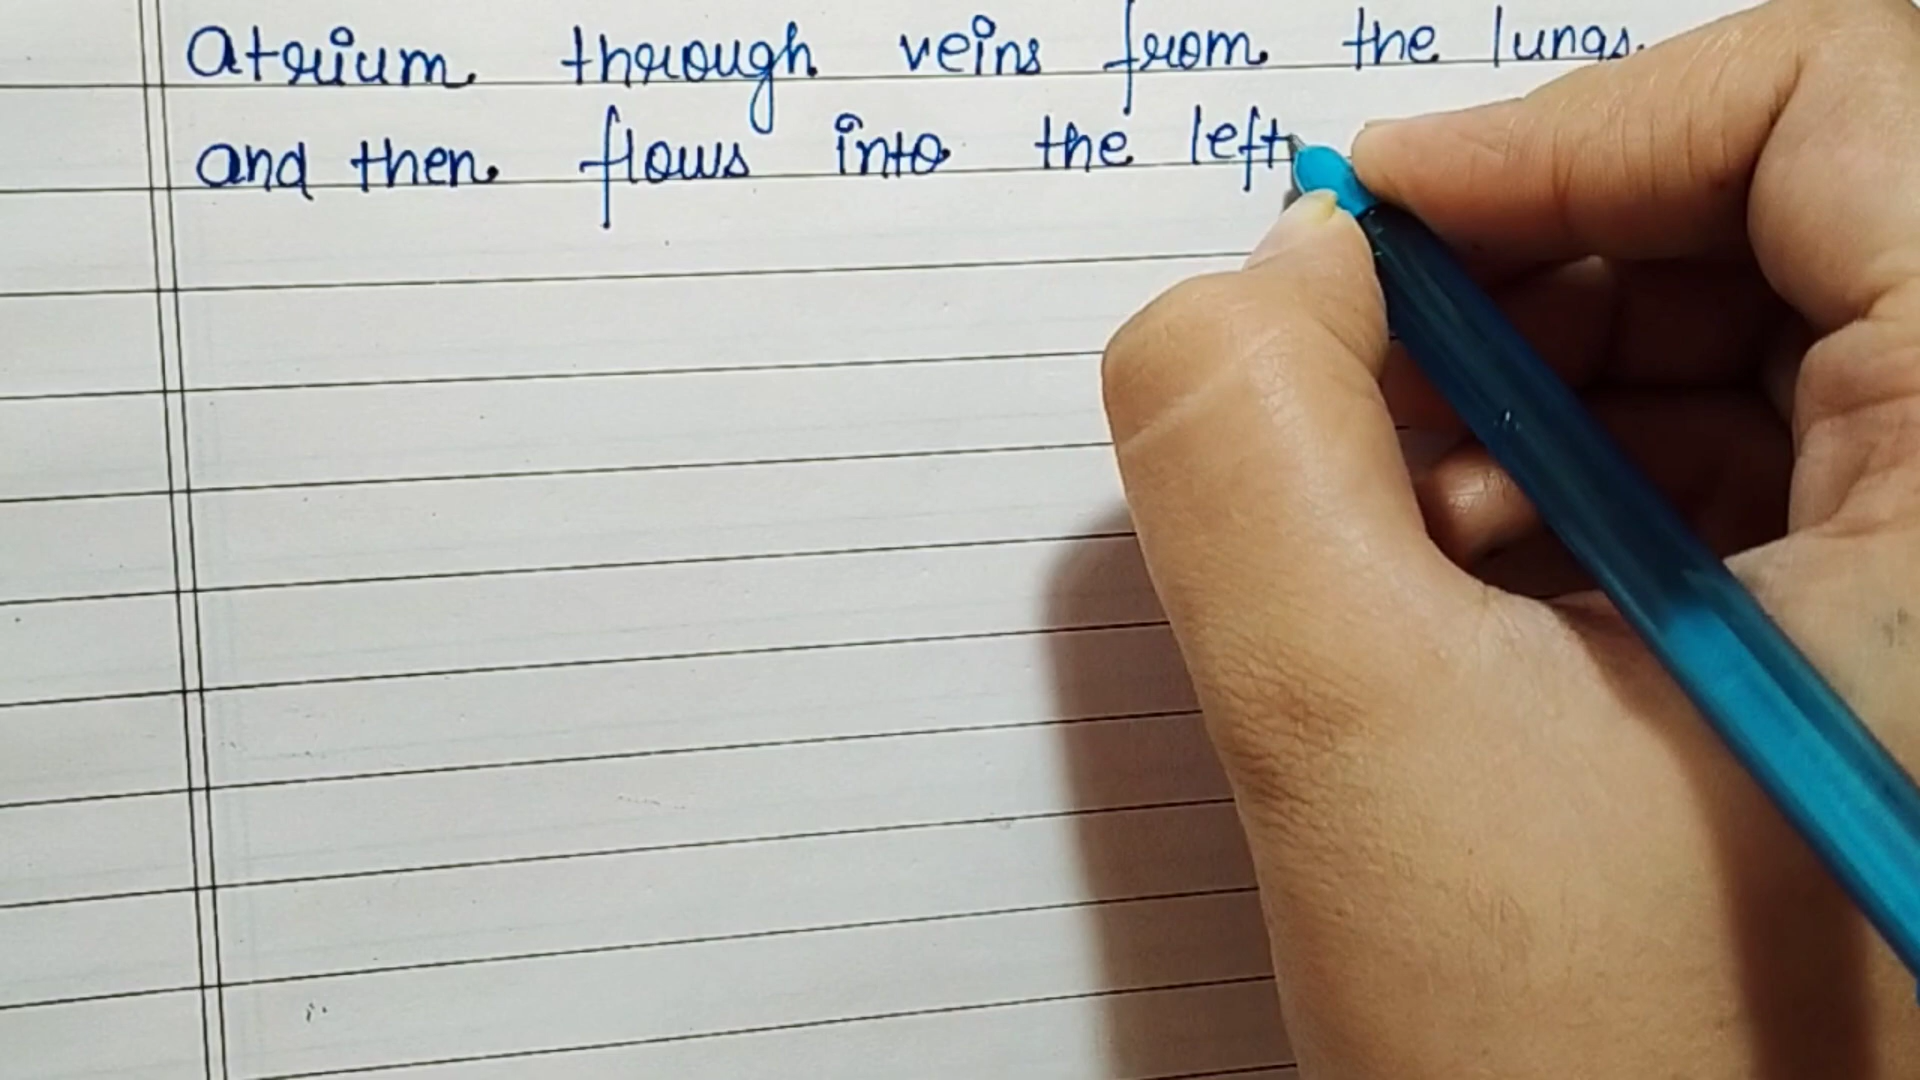 atrium through veins from the lungs.
and then flows into the left